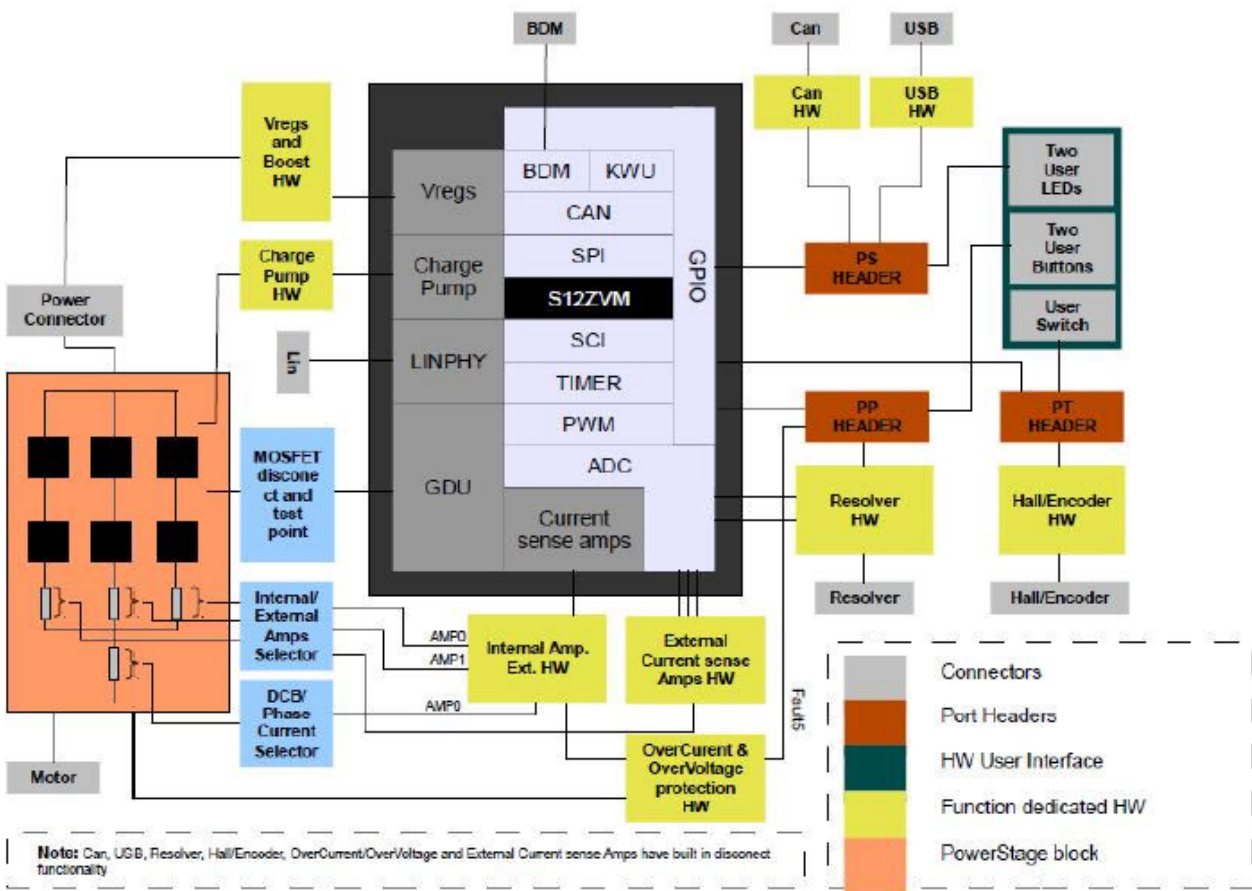 BDM
Can
USB
Can
HW
USB
HW
Vregs
and
Boost
HW
Two
User
LEDs
Two
User
Buttons
User
Switch
Vregs
BDM
KWU
CAN
SPI
S12ZVM
SCI
TIMER
PWM
ADC
GPIO
Charge
Pump
LINPHY
GDU
Current
sense amps
Charge
Pump
HW
Power
Connector
Lin
PS
HEADER
PP
HEADER
PT
HEADER
MOSFET
discone
ct and
test
point
Resolver
HW
Hall/Encoder
HW
Resolver
Hall/Encoder
Internal/
External
Amps
Selector
AMP0
AMP1
AMP0
Internal Amp.
Ext. HW
External
Current sense
Amps HW
DCB/
Phase
Current
Selector
Fault5
OverCurent &
OverVoltage
protection
HW
Motor
Connectors
Port Headers
HW User Interface
Function dedicated HW
PowerStage block
Note: Can, USB, Resolver, Hall/Encoder, OverCurrent/OverVoltage and External Current sense Amps have built in disconect
functionality